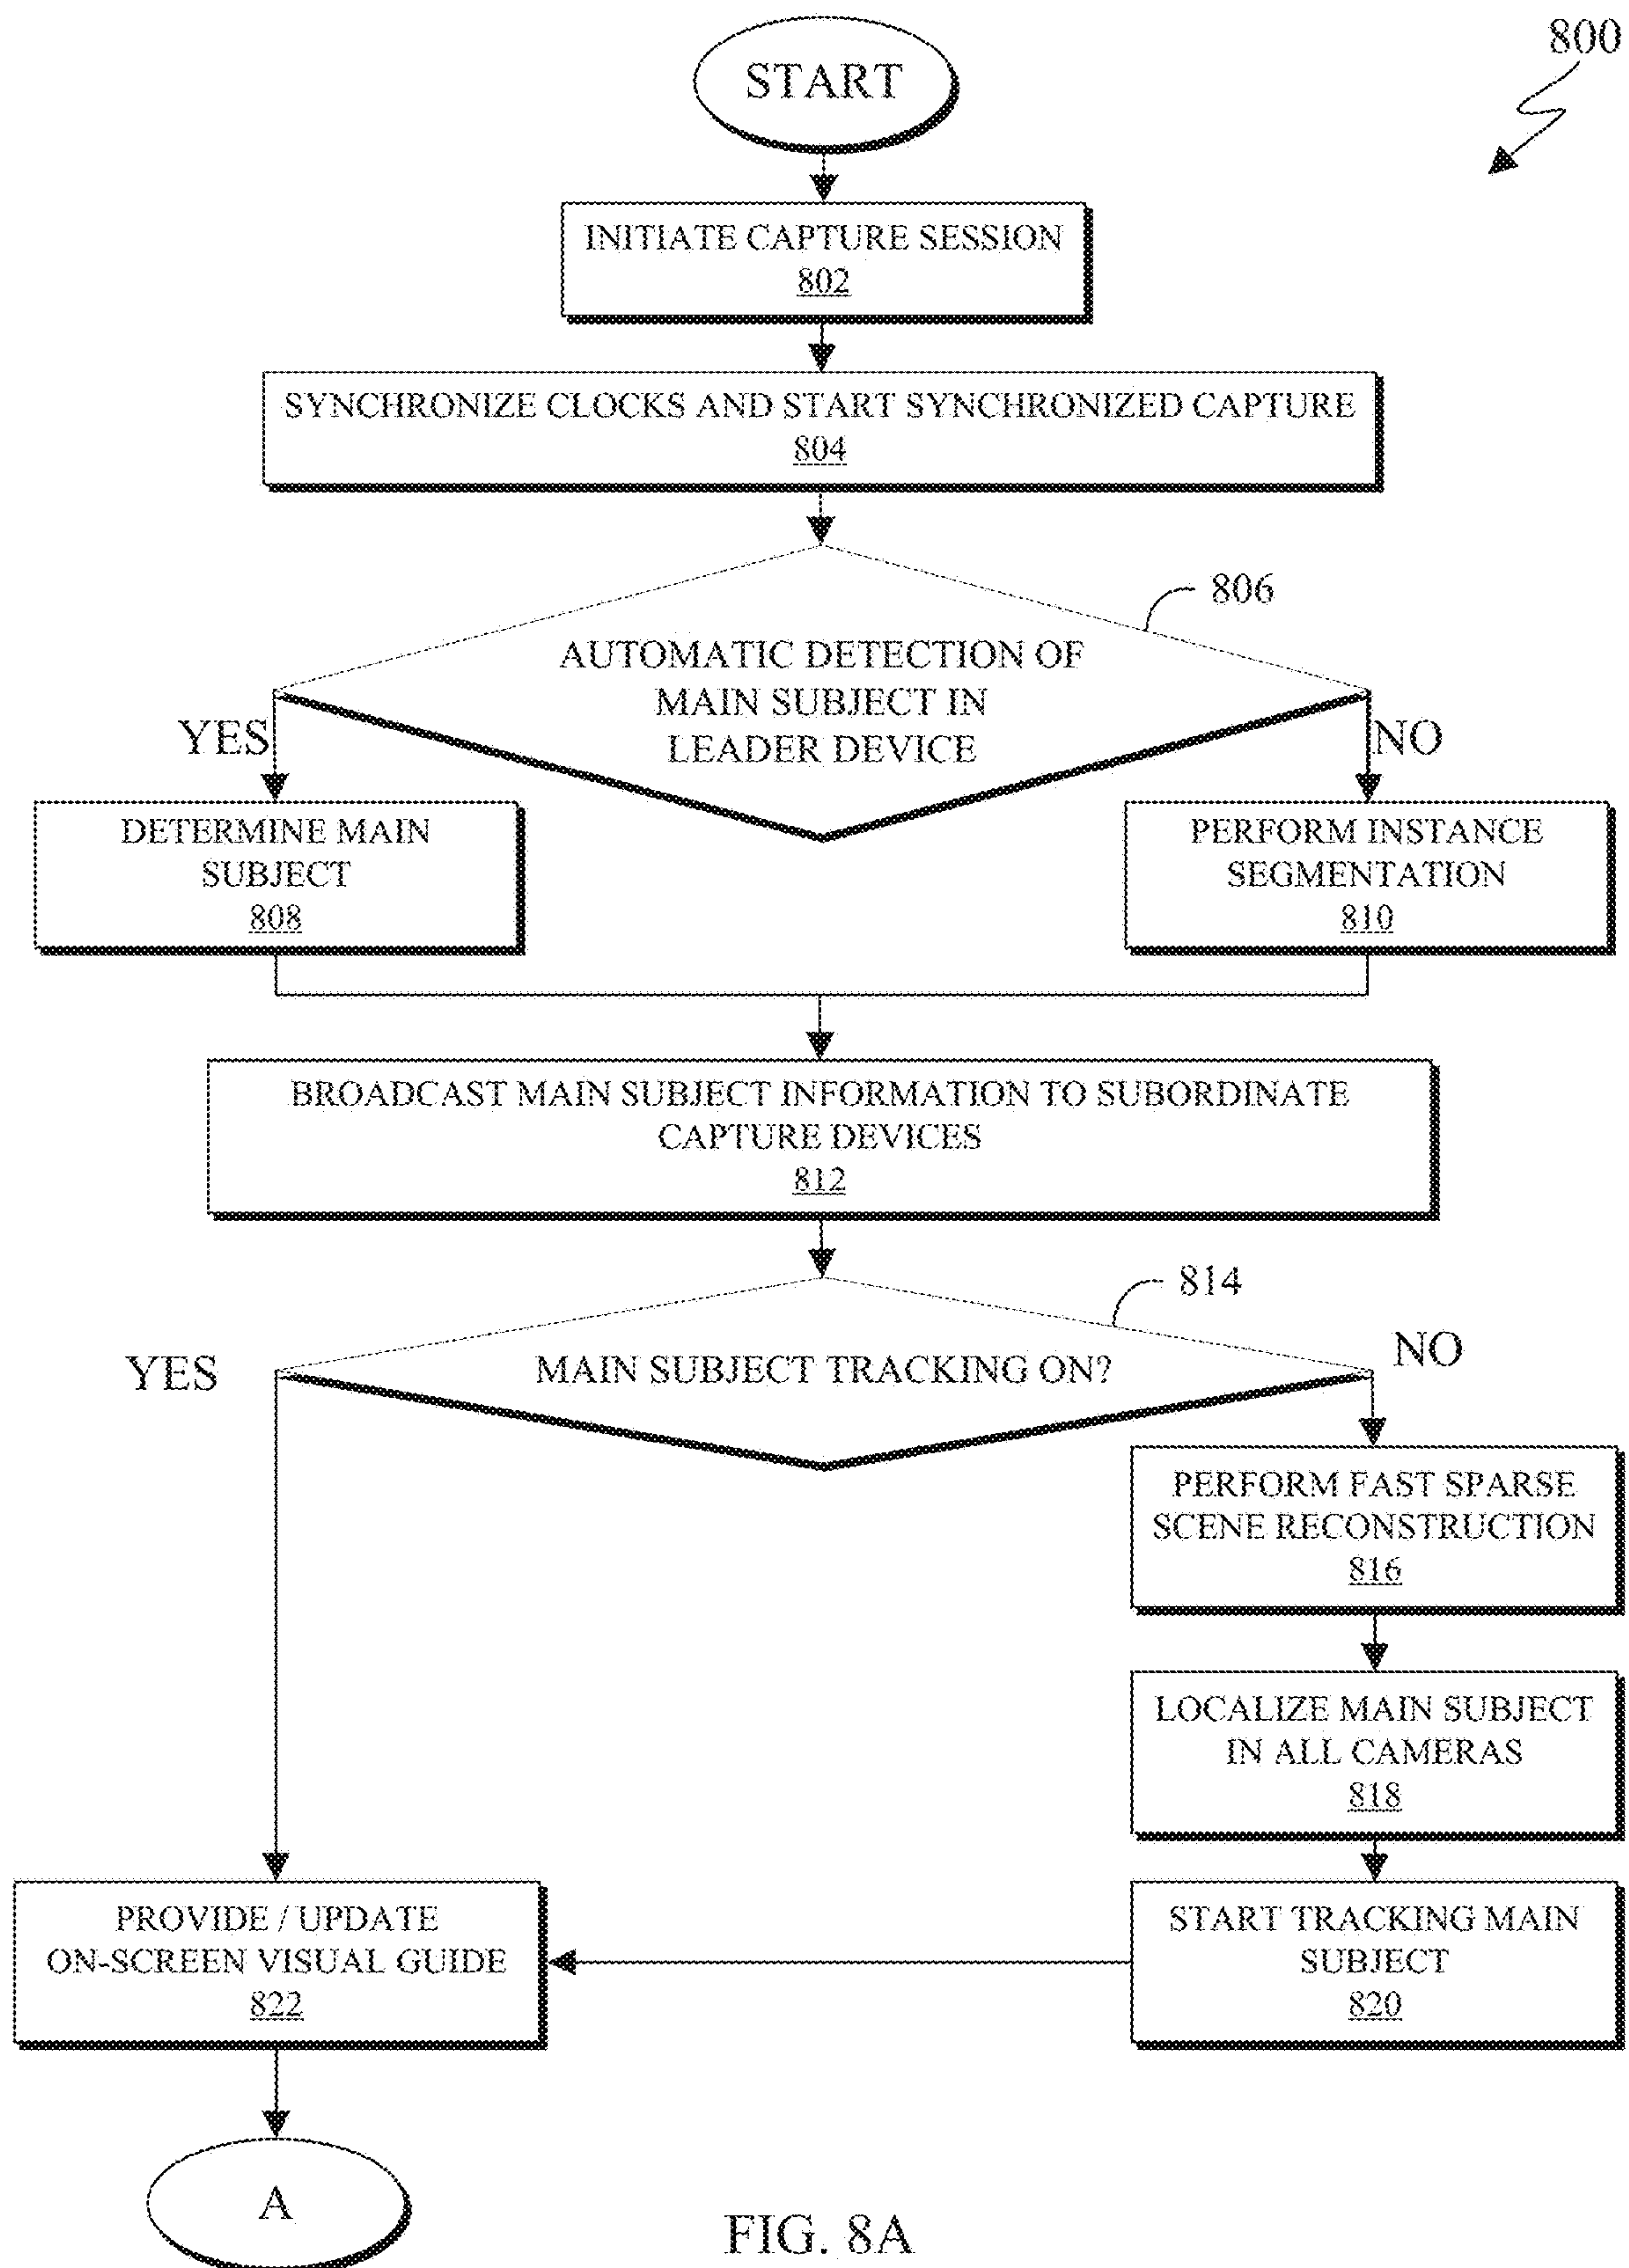 800
START
INITIATE CAPTURE SESSION
802
SYNCHRONIZE CLOCKS AND START SYNCHRONIZED CAPTURE
804
806
AUTOMATIC DETECTION OF
MAIN SUBJECT IN
LEADER DEVICE
YES
NO
DETERMINE MAIN
SUBJECT
808
PERFORM INSTANCE
SEGMENTATION
810
BROADCAST MAIN SUBJECT INFORMATION TO SUBORDINATE
CAPTURE DEVICES
812
814
MAIN SUBJECT TRACKING ON?
YES
NO
PERFORM FAST SPARSE
SCENE RECONSTRUCTION
816
LOCALIZE MAIN SUBJECT
IN ALL CAMERAS
818
START TRACKING MAIN
SUBJECT
820
PROVIDE / UPDATE
ON-SCREEN VISUAL GUIDE
822
A
FIG. 8A